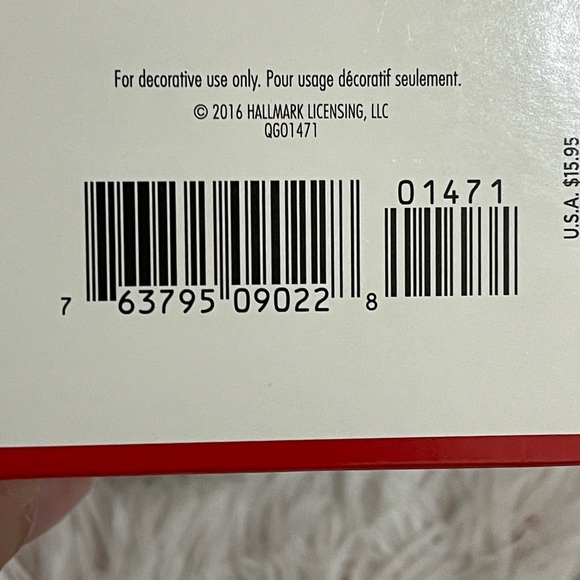 For decorative use only. Pour usage décoratif seulement.
© 2016 HALLMARK LICENSING, LLC
QGO1471
01471
7 63795 09022 8
U.S.A. $15.95